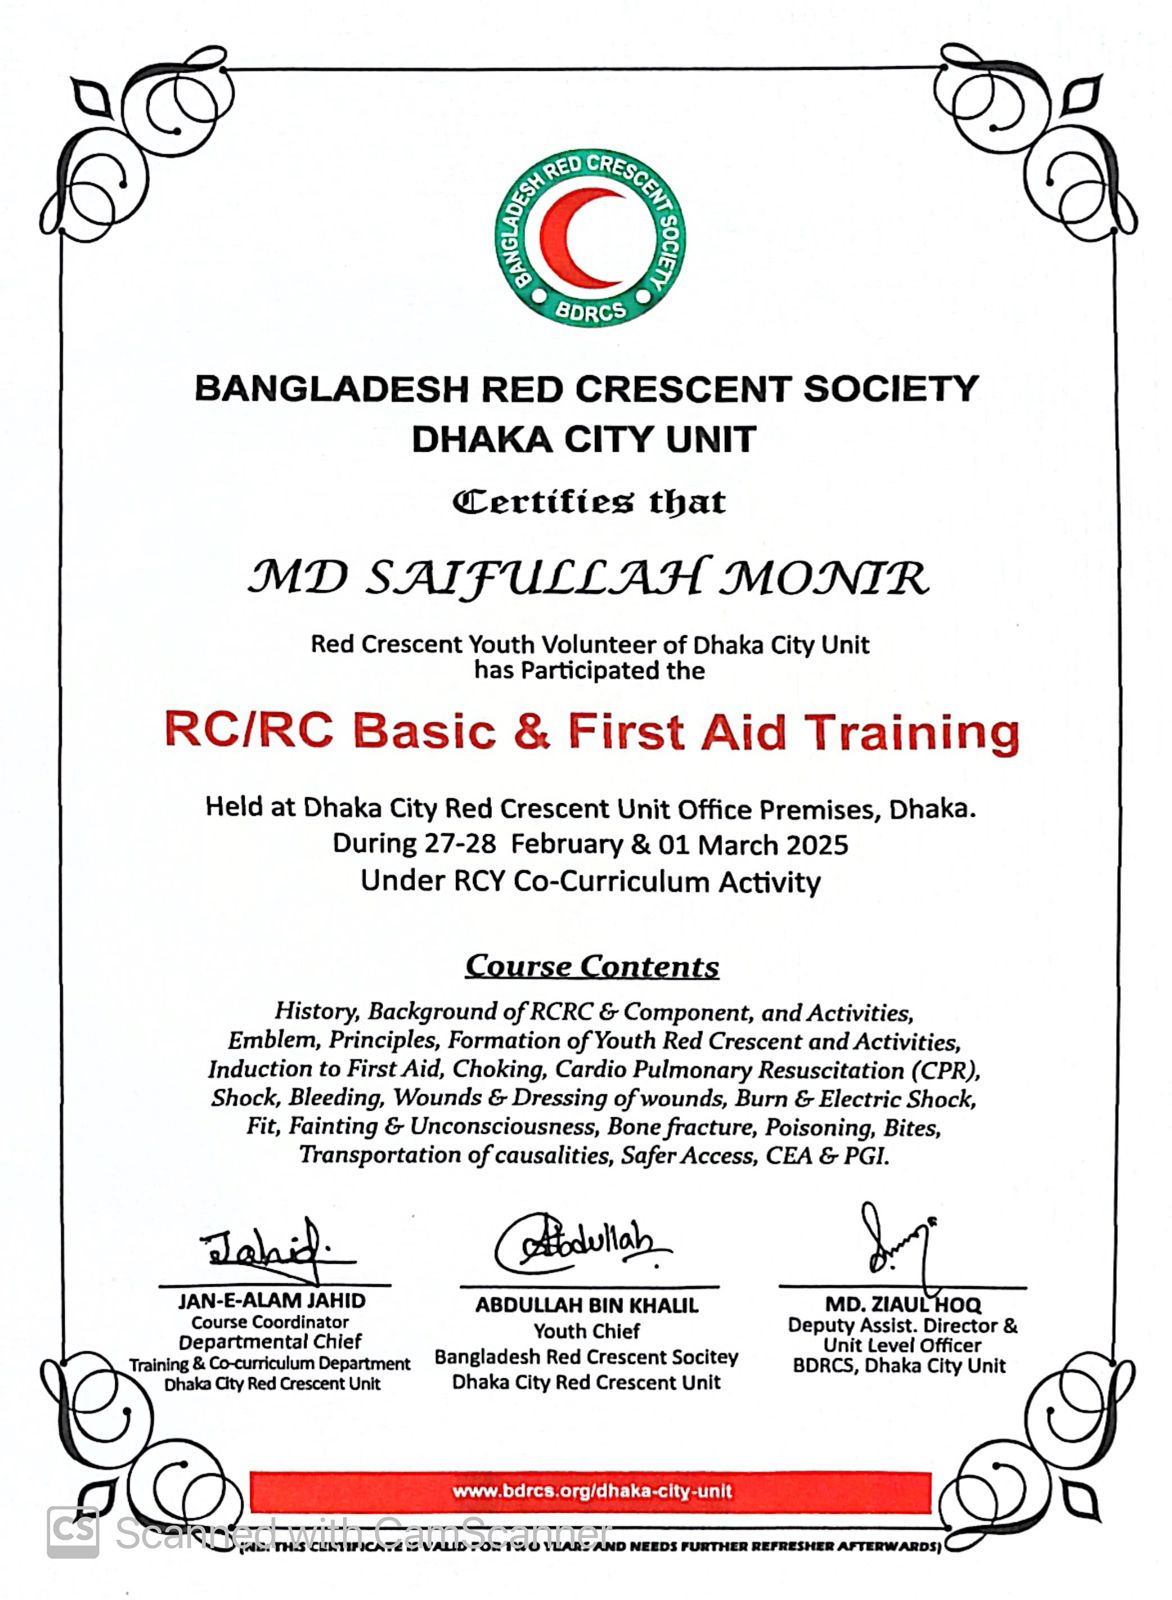 BANGLADESH RED CRESCENT SOCIETY
BDRCS
BANGLADESH RED CRESCENT SOCIETY
DHAKA CITY UNIT
Certifies that
MD SAIFULLAH MONIR
Red Crescent Youth Volunteer of Dhaka City Unit
has Participated the
RC/RC Basic & First Aid Training
Held at Dhaka City Red Crescent Unit Office Premises, Dhaka.
During 27-28 February & 01 March 2025
Under RCY Co-Curriculum Activity
Course Contents
History, Background of RCRC & Component, and Activities,
Emblem, Principles, Formation of Youth Red Crescent and Activities,
Induction to First Aid, Choking, Cardio Pulmonary Resuscitation (CPR),
Shock, Bleeding, Wounds & Dressing of wounds, Burn & Electric Shock,
Fit, Fainting & Unconsciousness, Bone fracture, Poisoning, Bites,
Transportation of causalities, Safer Access, CEA & PGI.
Jahid.
JAN-E-ALAM JAHID
Course Coordinator
Departmental Chief
Training & Co-curriculum Department
Dhaka City Red Crescent Unit
Abdullah
ABDULLAH BIN KHALIL
Youth Chief
Bangladesh Red Crescent Socitey
Dhaka City Red Crescent Unit
MD. ZIAUL HOQ
Deputy Assist. Director &
Unit Level Officer
BDRCS, Dhaka City Unit
www.bdrcs.org/dhaka-city-unit
CS Scanned with CamScanner
(NB: THIS CERTIFICATE IS VALID FOR TWO YEARS AND NEEDS FURTHER REFRESHER AFTERWARDS)